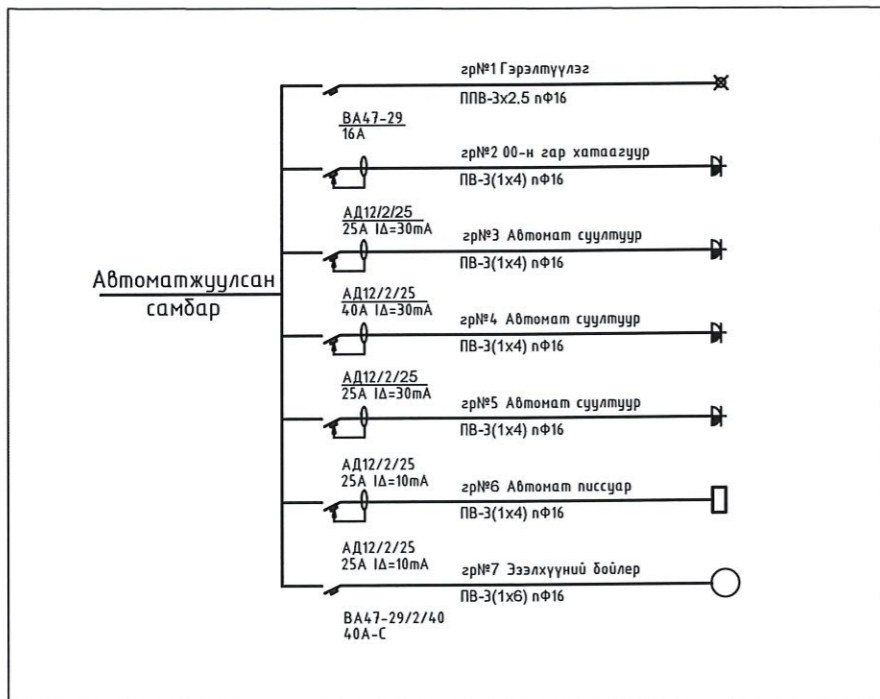 гр№1 Гэрэлтүүлэг
ППВ-3х2.5 пФ16
ВА47-29
16А
гр№2 00-н гар хатаагуур
ПВ-3(1х4) пФ16
АД12/2/25
25А IΔ=30mA
гр№3 Автомат суултуур
ПВ-3(1х4) пФ16
Автоматжуулсан
самбар
АД12/2/25
40А IΔ=30mA
гр№4 Автомат суултуур
ПВ-3(1х4) пФ16
АД12/2/25
25А IΔ=30mA
гр№5 Автомат суултуур
ПВ-3(1х4) пФ16
АД12/2/25
25А IΔ=10mA
гр№6 Автомат писсуар
ПВ-3(1х4) пФ16
АД12/2/25
25А IΔ=10mA
гр№7 Эзэлхүүний бойлер
ПВ-3(1х6) пФ16
ВА47-29/2/40
40А-С